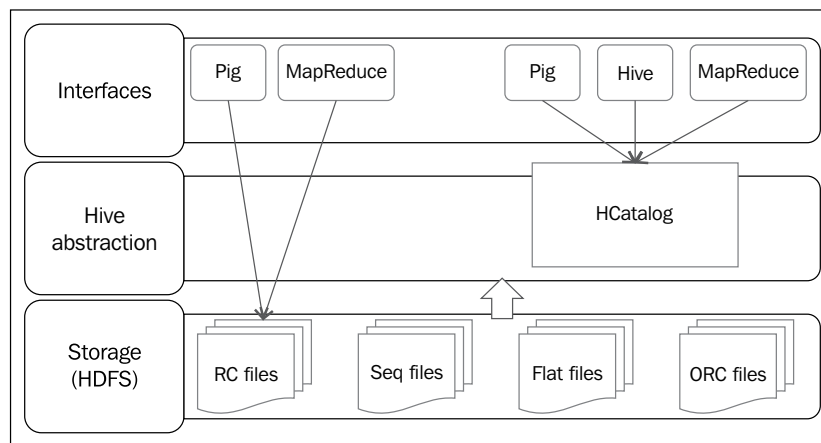 Interfaces
Pig
MapReduce
Pig
Hive
MapReduce
Hive
abstraction
HCatalog
Storage
(HDFS)
RC files
Seq files
Flat files
ORC files